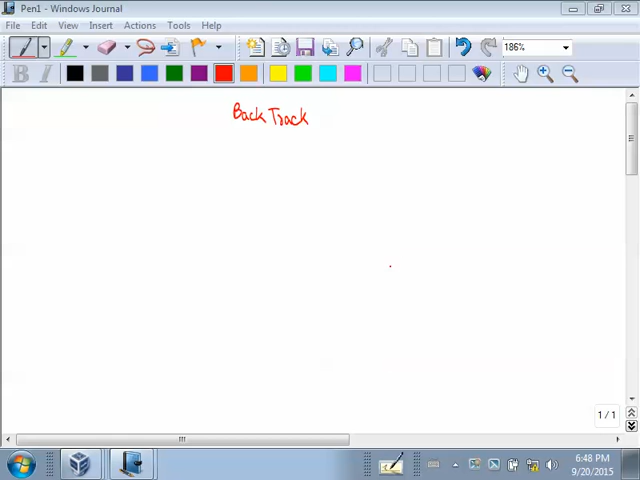 Pen1 - Windows Journal
File Edit View Insert Actions Tools Help
186%
B I
Back Track
1 / 1
6:48 PM
9/20/2015